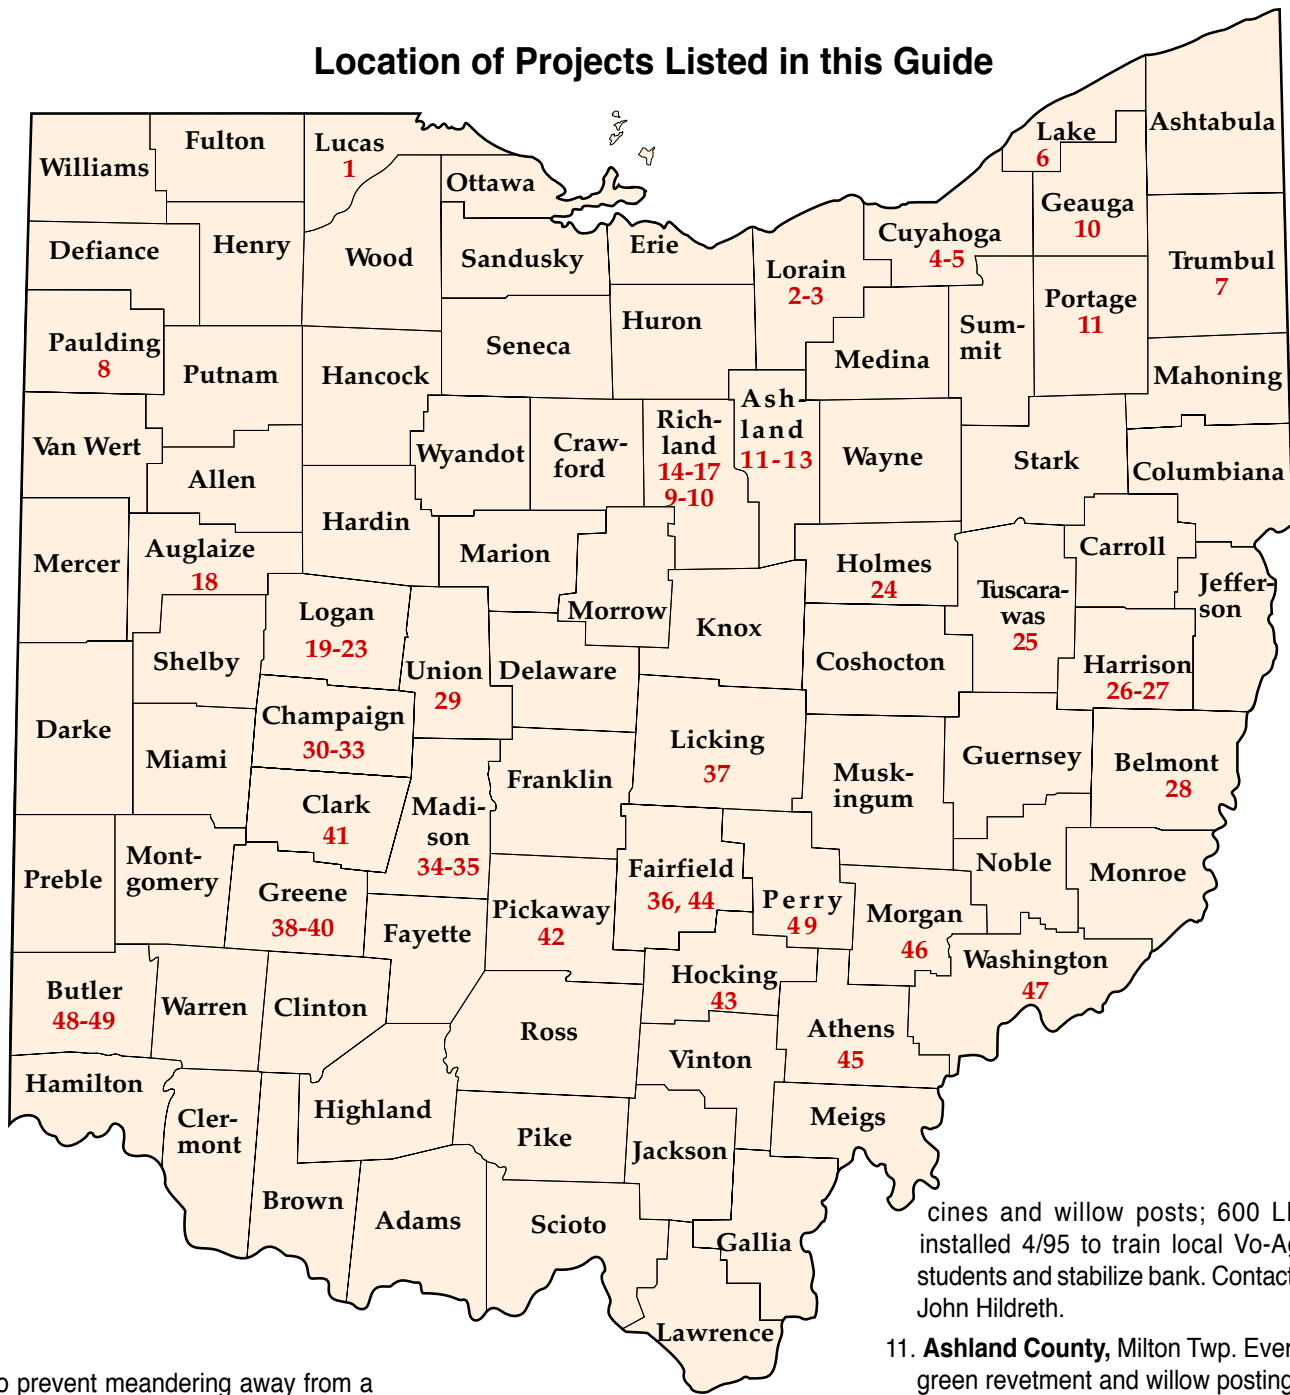 Location of Projects Listed in this Guide
Williams
Fulton
Lucas
1
Ottawa
Lake
6
Ashtabula
Geauga
10
Defiance
Henry
Wood
Sandusky
Erie
Lorain
2-3
Cuyahoga
4-5
Trumbul
7
Paulding
8
Putnam
Hancock
Seneca
Huron
Medina
Sum-
mit
Portage
11
Mahoning
Van Wert
Allen
Wyandot
Craw-
ford
Rich-
land
14-17
9-10
Ash-
land
11-13
Wayne
Stark
Columbiana
Mercer
Auglaize
18
Hardin
Marion
Morrow
Knox
Holmes
24
Tuscara-
was
25
Carroll
Jeffer-
son
Shelby
Logan
19-23
Union
29
Delaware
Coshocton
Harrison
26-27
Darke
Miami
Champaign
30-33
Franklin
Licking
37
Musk-
ingum
Guernsey
Belmont
28
Clark
41
Madi-
son
34-35
Preble
Mont-
gomery
Greene
38-40
Fayette
Pickaway
42
Fairfield
36, 44
Perry
49
Morgan
46
Noble
Monroe
Washington
47
Butler
48-49
Warren
Clinton
Ross
Hocking
43
Vinton
Athens
45
Hamilton
Cler-
mont
Highland
Pike
Jackson
Meigs
Brown
Adams
Scioto
Gallia
Lawrence
o prevent meandering away from a
cines and willow posts; 600 L
installed 4/95 to train local Vo-Ag
students and stabilize bank. Contact
John Hildreth.
11. Ashland County, Milton Twp. Ever
green revetment and willow posting